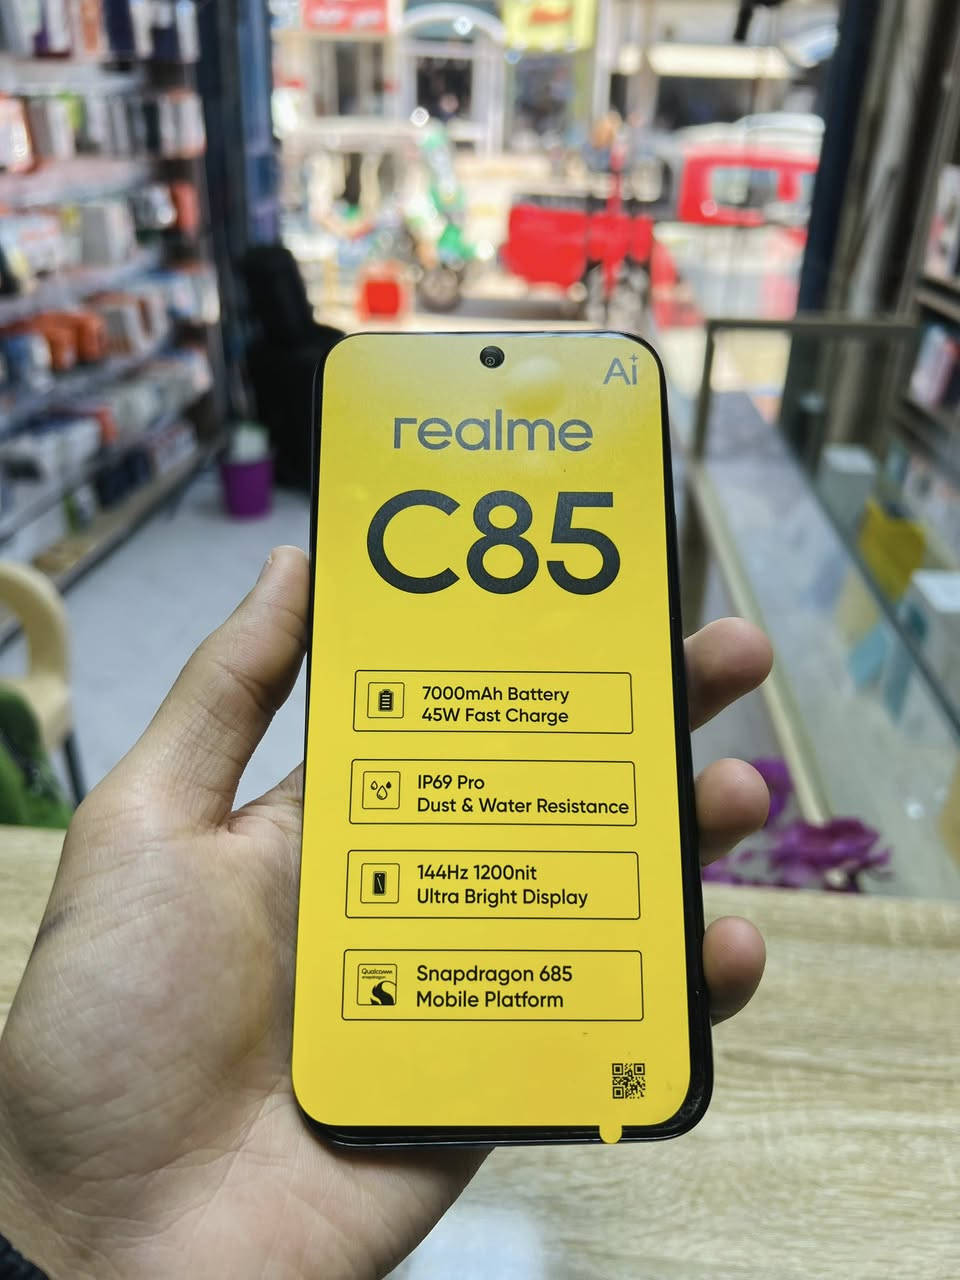 Ai
realme
C85
7000mAh Battery
45W Fast Charge
IP69 Pro
Dust & Water Resistance
144Hz 1200nit
Ultra Bright Display
Qualcomm
snapdragon
Snapdragon 685
Mobile Platform